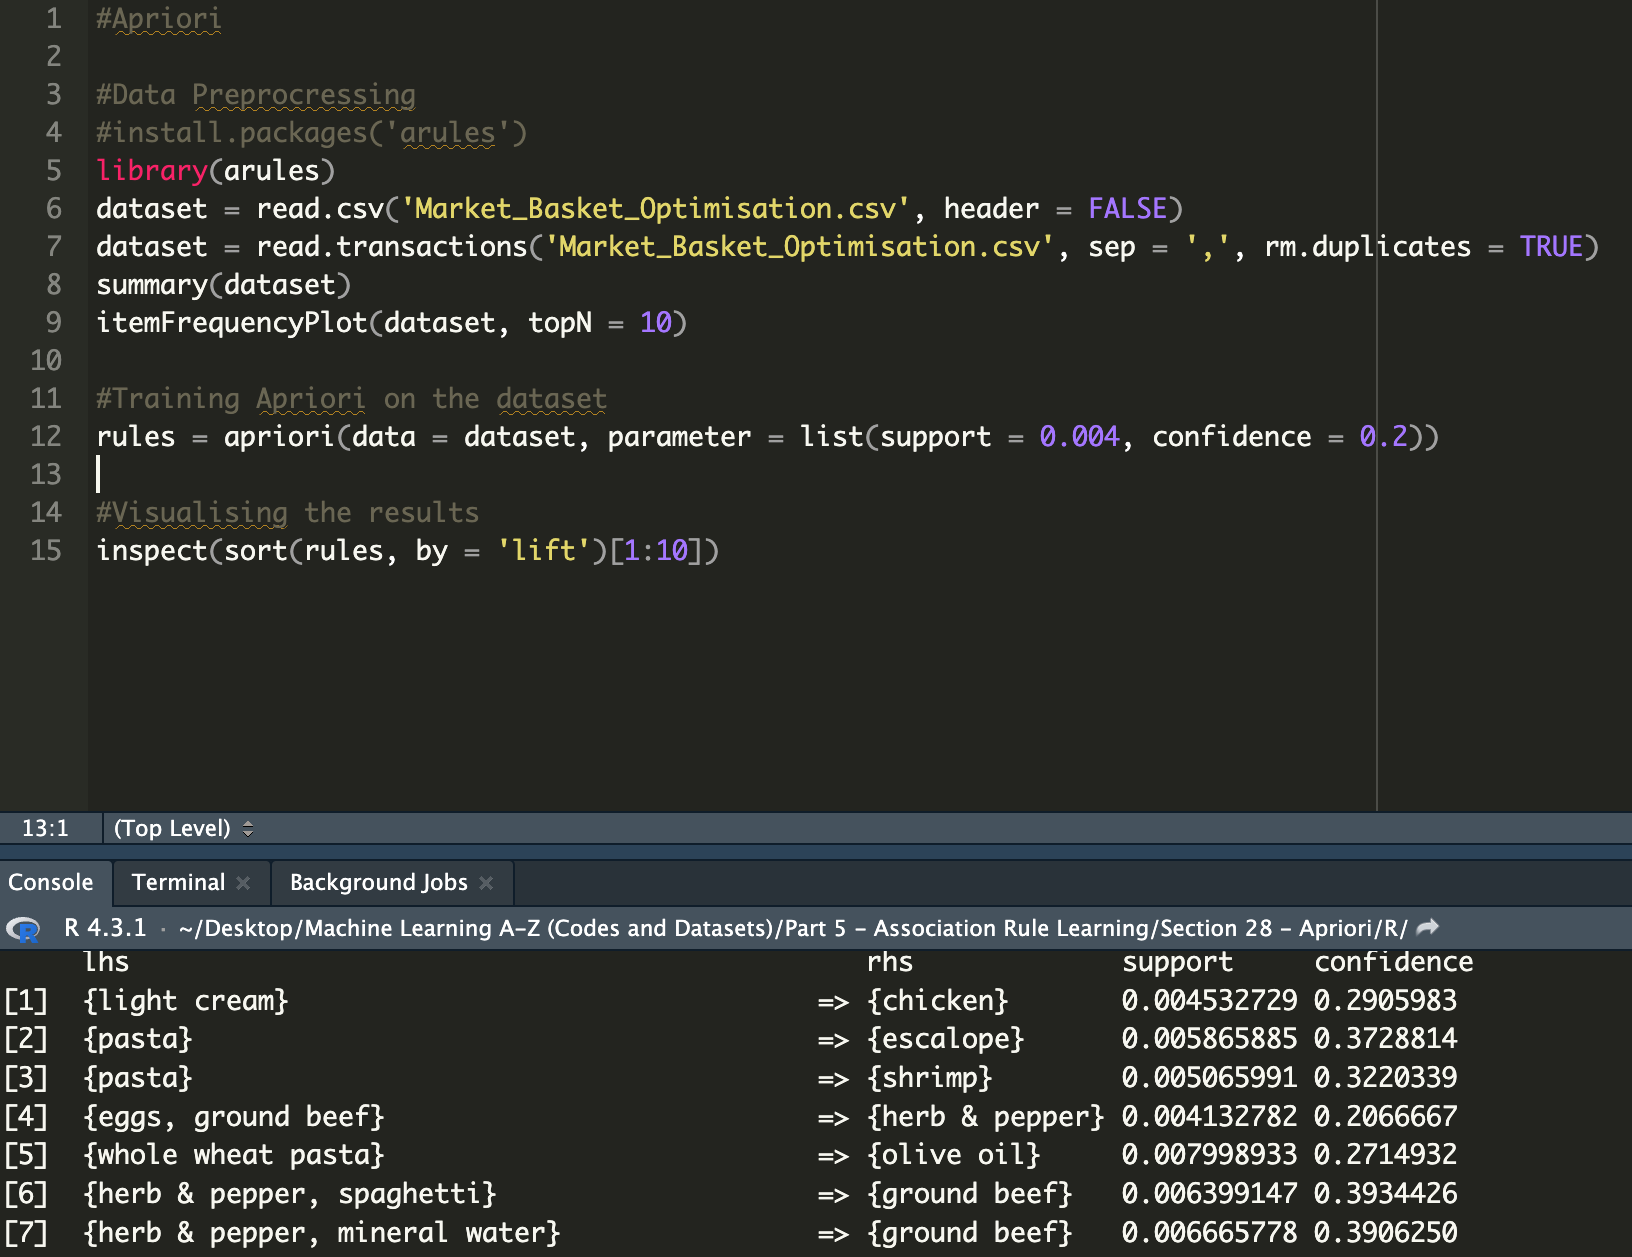 1 #Apriori
2
3 #Data Preprocressing
4 #install.packages('arules')
5 library(arules)
6 dataset = read.csv('Market_Basket_Optimisation.csv', header = FALSE)
7 dataset = read.transactions('Market_Basket_Optimisation.csv', sep = ',', rm.duplicates = TRUE)
8 summary(dataset)
9 itemFrequencyPlot(dataset, topN = 10)
10
11 #Training Apriori on the dataset
12 rules = apriori(data = dataset, parameter = list(support = 0.004, confidence = 0.2))
13
14 #Visualising the results
15 inspect(sort(rules, by = 'lift')[1:10])
13:1 (Top Level)
Console Terminal × Background Jobs ×
R R 4.3.1 · ~/Desktop/Machine Learning A-Z (Codes and Datasets)/Part 5 - Association Rule Learning/Section 28 - Apriori/R/
lhs rhs support confidence
[1] {light cream} => {chicken} 0.004532729 0.2905983
[2] {pasta} => {escalope} 0.005865885 0.3728814
[3] {pasta} => {shrimp} 0.005065991 0.3220339
[4] {eggs, ground beef} => {herb & pepper} 0.004132782 0.2066667
[5] {whole wheat pasta} => {olive oil} 0.007998933 0.2714932
[6] {herb & pepper, spaghetti} => {ground beef} 0.006399147 0.3934426
[7] {herb & pepper, mineral water} => {ground beef} 0.006665778 0.3906250